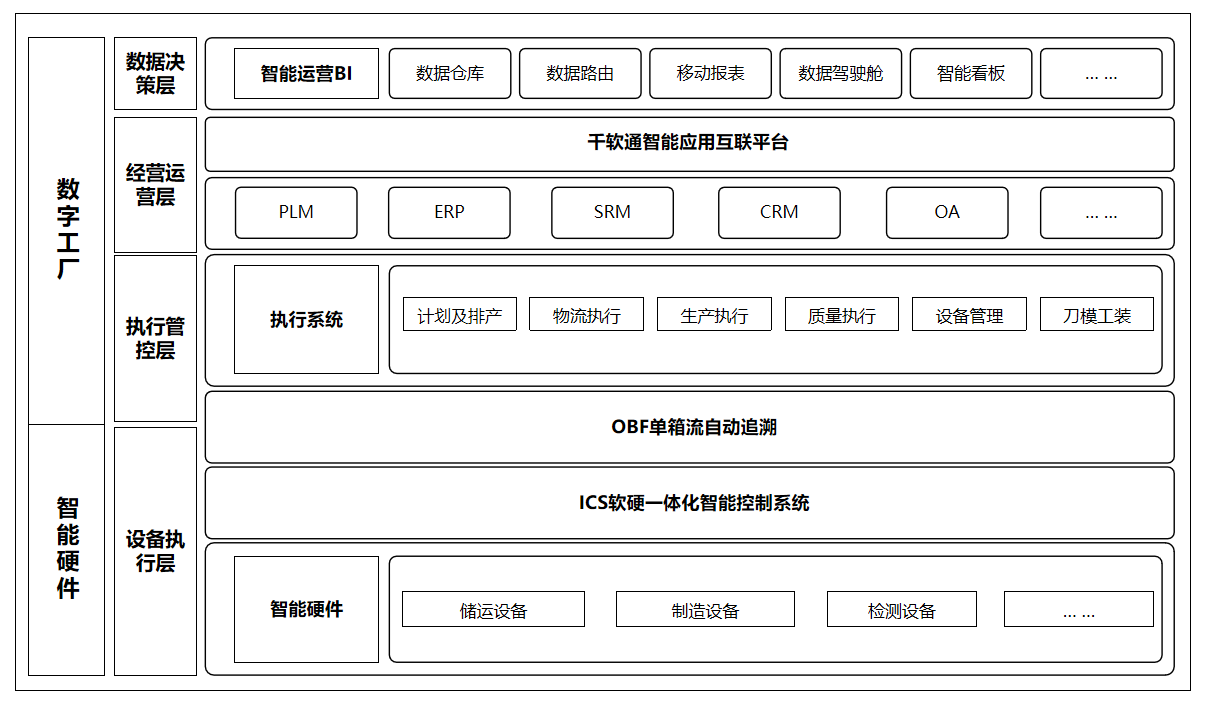 数字工厂
数据决
策层
智能运营BI
数据仓库
数据路由
移动报表
数据驾驶舱
智能看板
... ...
经营运
营层
千软通智能应用互联平台
PLM
ERP
SRM
CRM
OA
... ...
执行管
控层
执行系统
计划及排产
物流执行
生产执行
质量执行
设备管理
刀模工装
OBF单箱流自动追溯
智能硬件
设备执
行层
ICS软硬一体化智能控制系统
智能硬件
储运设备
制造设备
检测设备
... ...